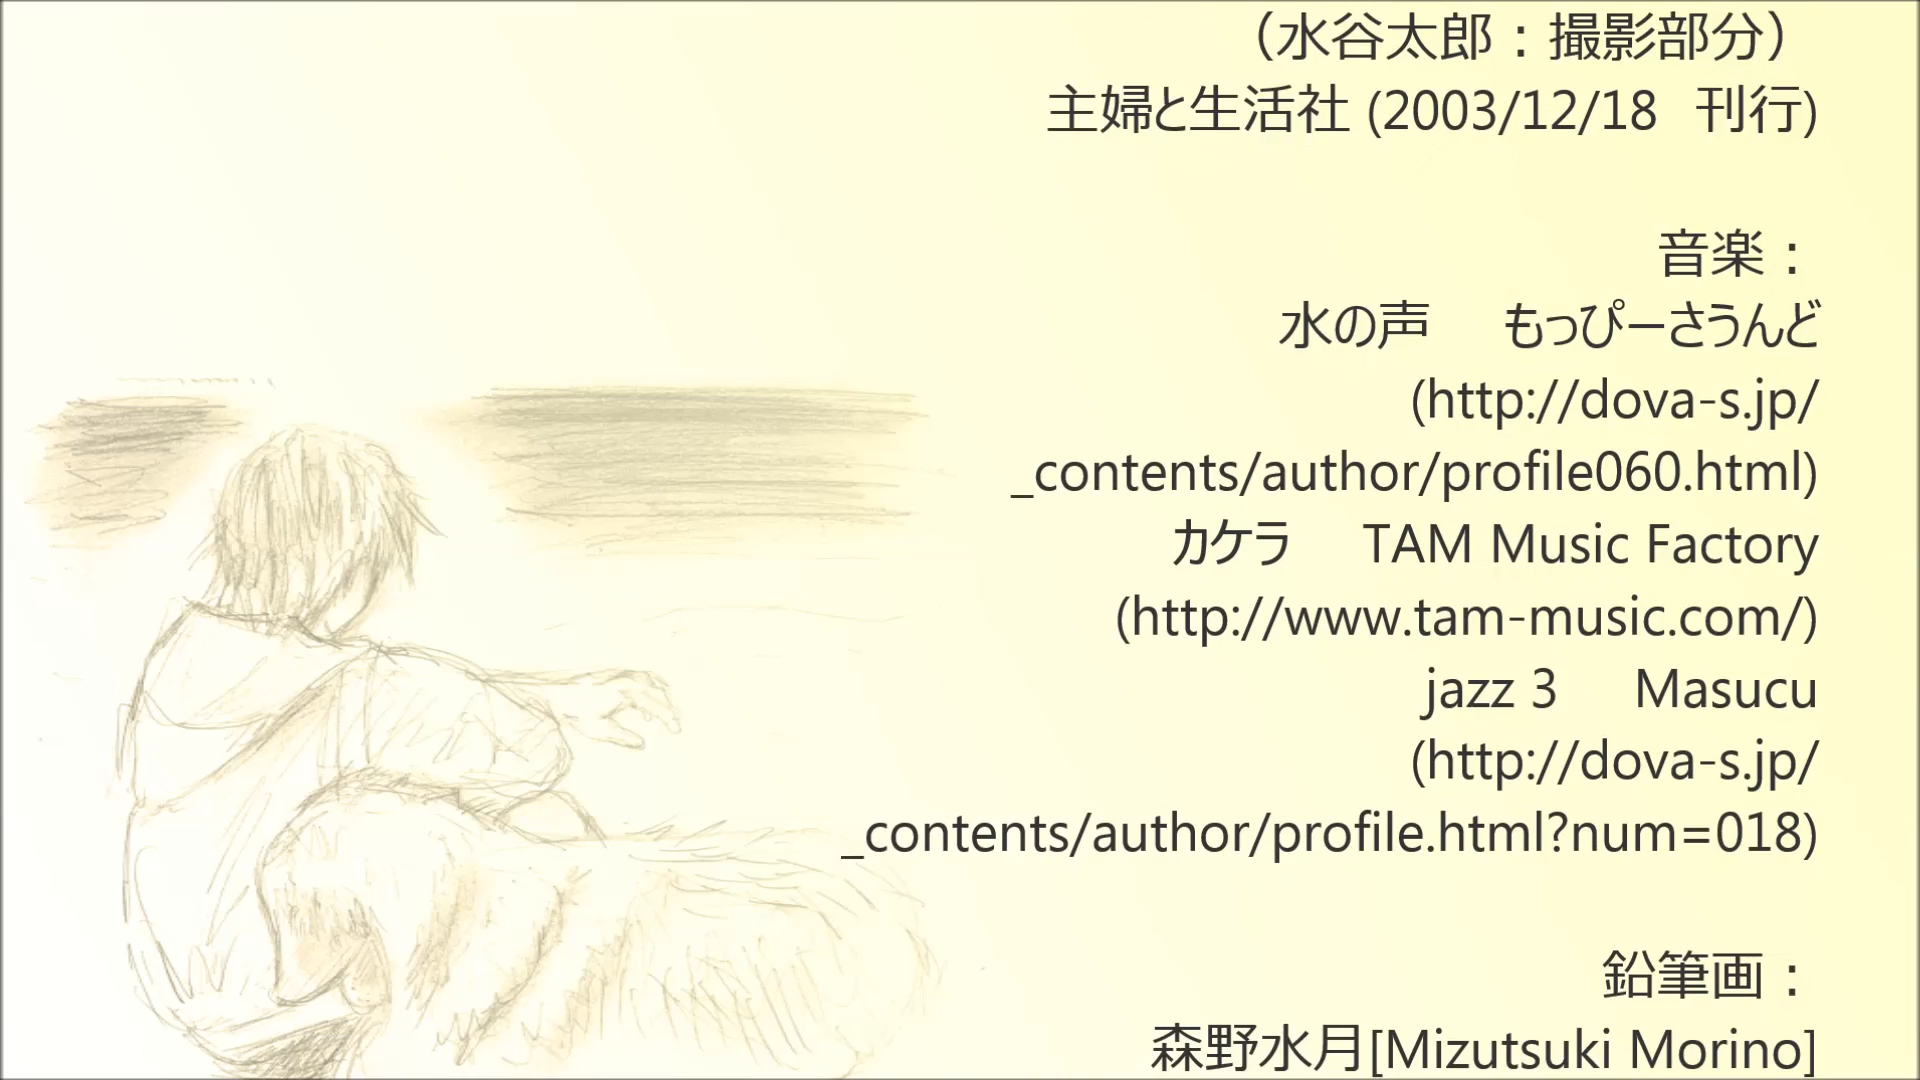 （水谷太郎：撮影部分）
主婦と生活社 (2003/12/18　刊行)
音楽：
水の声　もっぴーさうんど
(http://dova-s.jp/
_contents/author/profile060.html)
カケラ　TAM Music Factory
(http://www.tam-music.com/)
jazz 3　Masucu
(http://dova-s.jp/
_contents/author/profile.html?num=018)
鉛筆画：
森野水月[Mizutsuki Morino]